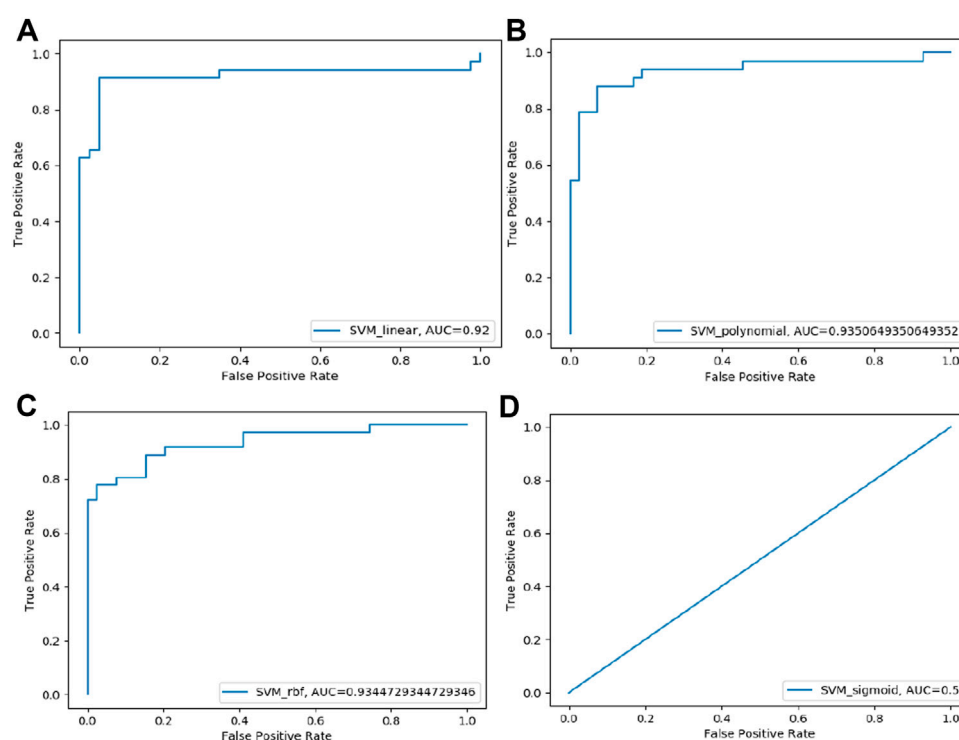 A
1.0
0.8
0.6
0.4
0.2
0.0
True Positive Rate
SVM_linear, AUC=0.92
0.0 0.2 0.4 0.6 0.8 1.0
False Positive Rate
B
1.0
0.8
0.6
0.4
0.2
0.0
True Positive Rate
SVM_polynomial, AUC=0.9350649350649352
0.0 0.2 0.4 0.6 0.8 1.0
False Positive Rate
C
1.0
0.8
0.6
0.4
0.2
0.0
True Positive Rate
SVM_rbf, AUC=0.9344729344729346
0.0 0.2 0.4 0.6 0.8 1.0
False Positive Rate
D
1.0
0.8
0.6
0.4
0.2
0.0
True Positive Rate
SVM_sigmoid, AUC=0.5
0.0 0.2 0.4 0.6 0.8 1.0
False Positive Rate